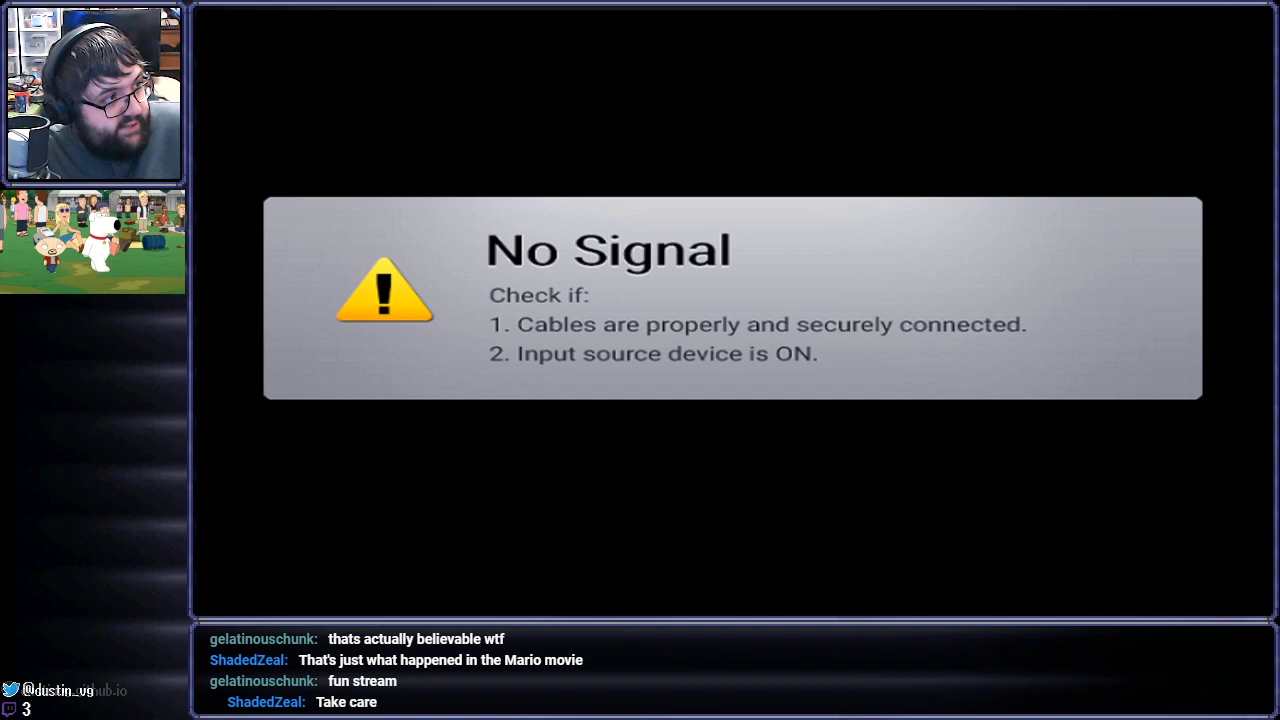 No Signal
Check if:
1. Cables are properly and securely connected.
2. Input source device is ON.
gelatinouschunk: thats actually believable wtf
ShadedZeal: That's just what happened in the Mario movie
gelatinouschunk: fun stream
ShadedZeal: Take care
@dustin_vg
3